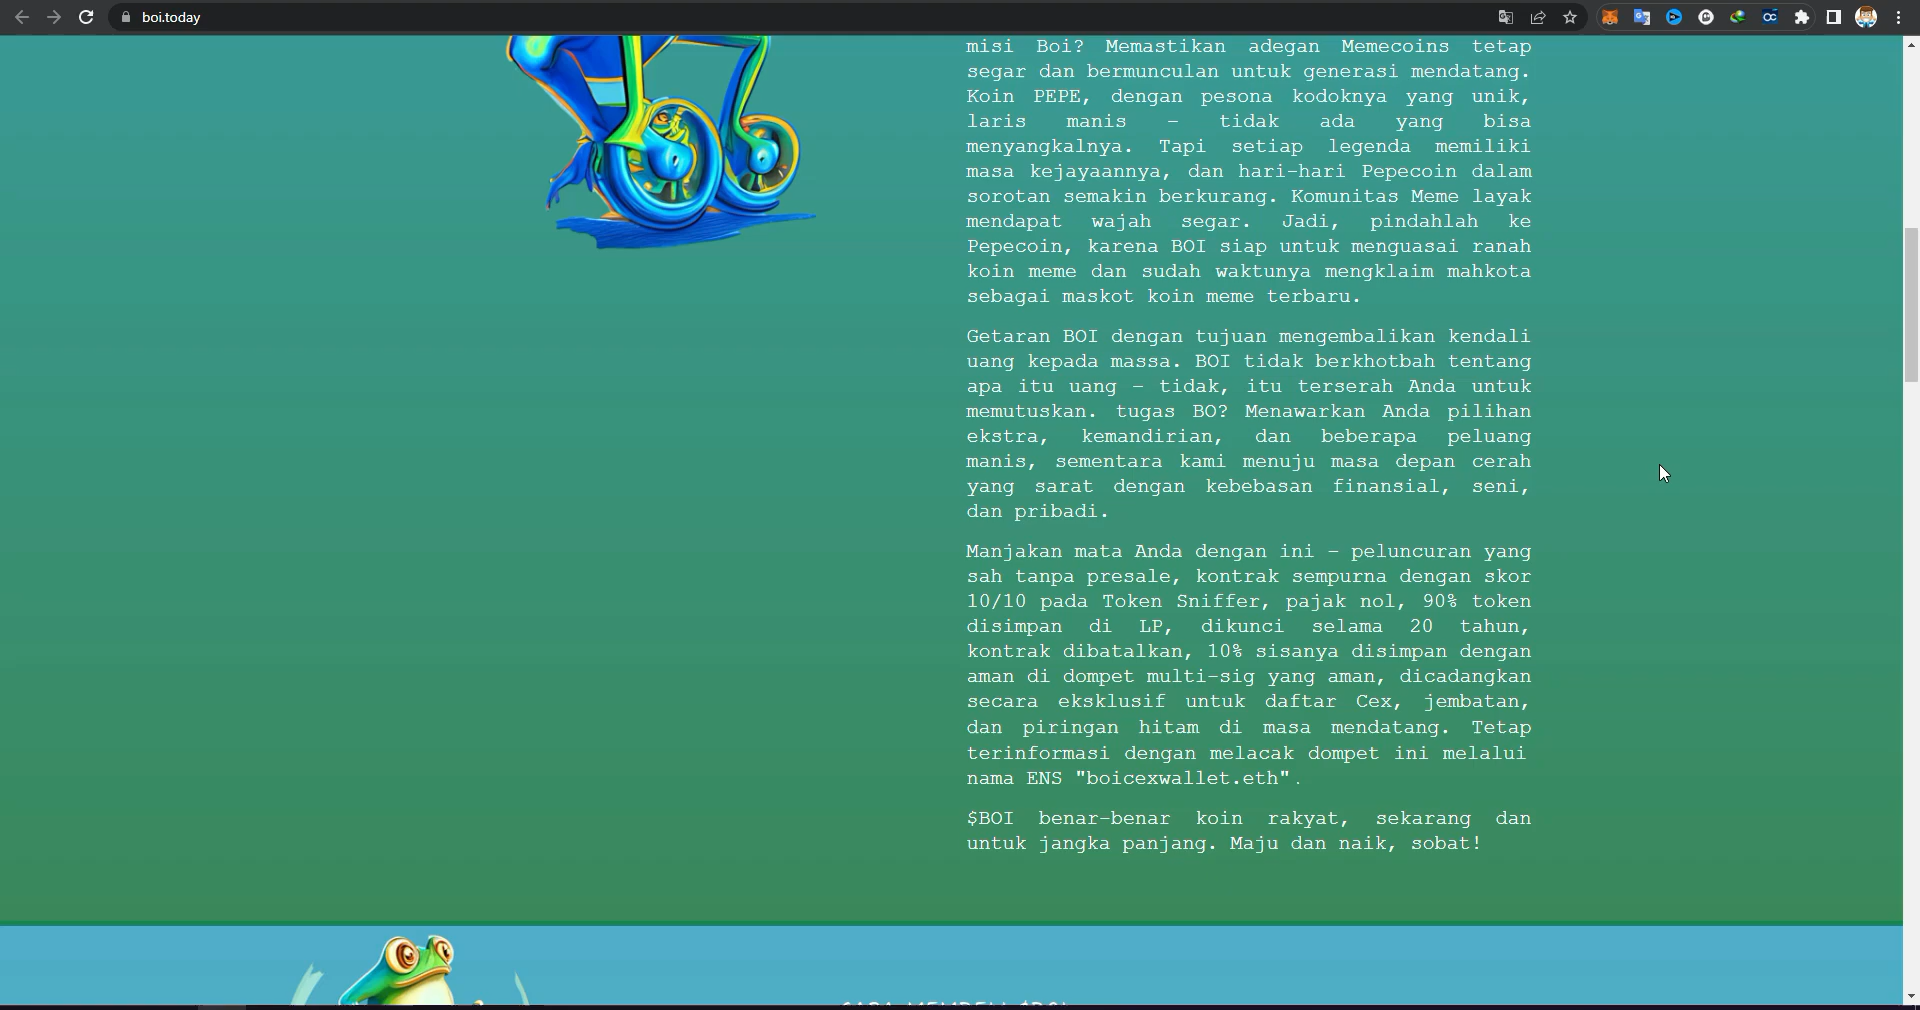 boi.today
misi Boi? Memastikan adegan Memecoins tetap
segar dan bermunculan untuk generasi mendatang.
Koin PEPE, dengan pesona kodoknya yang unik,
laris manis – tidak ada yang bisa
menyangkalnya. Tapi setiap legenda memiliki
masa kejayaannya, dan hari-hari Pepecoin dalam
sorotan semakin berkurang. Komunitas Meme layak
mendapat wajah segar. Jadi, pindahlah ke
Pepecoin, karena BOI siap untuk menguasai ranah
koin meme dan sudah waktunya mengklaim mahkota
sebagai maskot koin meme terbaru.
Getaran BOI dengan tujuan mengembalikan kendali
uang kepada massa. BOI tidak berkhotbah tentang
apa itu uang – tidak, itu terserah Anda untuk
memutuskan. tugas BO? Menawarkan Anda pilihan
ekstra, kemandirian, dan beberapa peluang
manis, sementara kami menuju masa depan cerah
yang sarat dengan kebebasan finansial, seni,
dan pribadi.
Manjakan mata Anda dengan ini – peluncuran yang
sah tanpa presale, kontrak sempurna dengan skor
10/10 pada Token Sniffer, pajak nol, 90% token
disimpan di LP, dikunci selama 20 tahun,
kontrak dibatalkan, 10% sisanya disimpan dengan
aman di dompet multi-sig yang aman, dicadangkan
secara eksklusif untuk daftar Cex, jembatan,
dan piringan hitam di masa mendatang. Tetap
terinformasi dengan melacak dompet ini melalui
nama ENS "boicexwallet.eth".
$BOI benar-benar koin rakyat, sekarang dan
untuk jangka panjang. Maju dan naik, sobat!